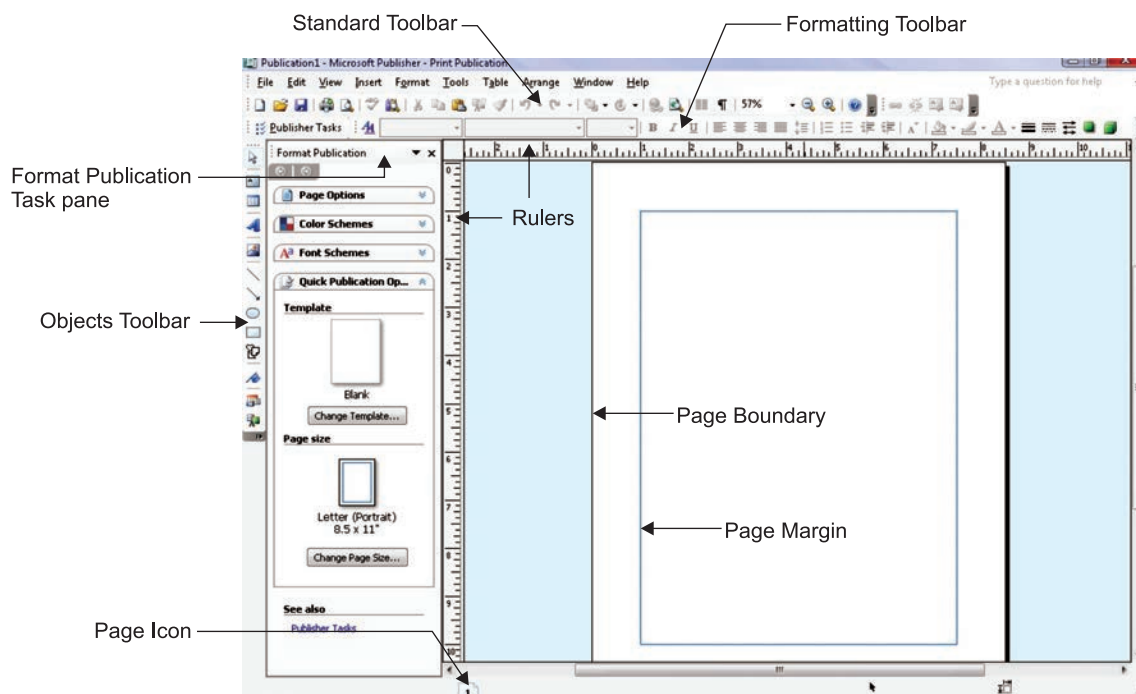 Standard Toolbar
Formatting Toolbar
Publication1 - Microsoft Publisher - Print Publication
File Edit View Insert Format Tools Table Arrange Window Help
Type a question for help
57%
Publisher Tasks
B I U
Format Publication
Format Publication
Task pane
Page Options
Color Schemes
Font Schemes
Quick Publication Op...
Rulers
Template
Blank
Change Template...
Objects Toolbar
Page size
Letter (Portrait)
8.5 x 11"
Change Page Size...
Page Boundary
Page Margin
See also
Publisher Tasks
Page Icon
1